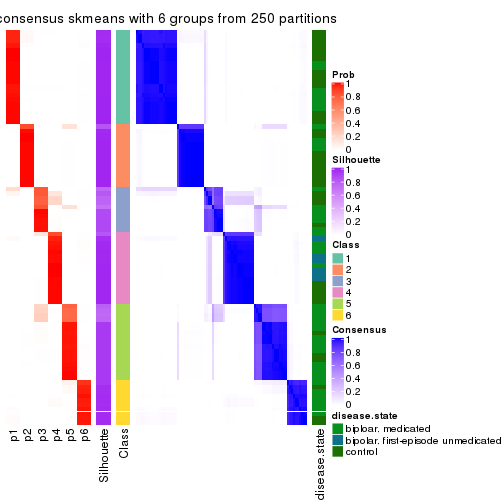 consensus skmeans with 6 groups from 250 partitions
Prob
1
0.8
0.6
0.4
0.2
0
Silhouette
1
0.8
0.6
0.4
0.2
0
Class
1
2
3
4
5
6
Consensus
1
0.8
0.6
0.4
0.2
0
disease.state
biploar. medicated
bipolar. first-episode unmedicated
control
p1
p2
p3
p4
p5
p6
Silhouette
Class
disease.state